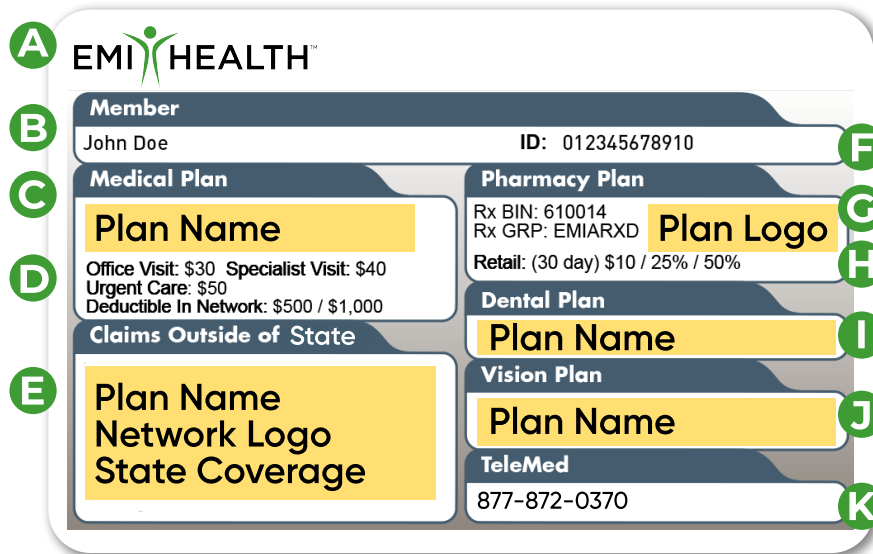 A
EMI HEALTH™
B
Member
John Doe
ID: 012345678910
F
C
Medical Plan
Plan Name
D
Office Visit: $30 Specialist Visit: $40
Urgent Care: $50
Deductible In Network: $500 / $1,000
Pharmacy Plan
Rx BIN: 610014
Rx GRP: EMIARXD
Plan Logo
G
Retail: (30 day) $10 / 25% / 50%
H
Dental Plan
Plan Name
I
E
Claims Outside of State
Plan Name
Network Logo
State Coverage
Vision Plan
Plan Name
J
TeleMed
877-872-0370
K